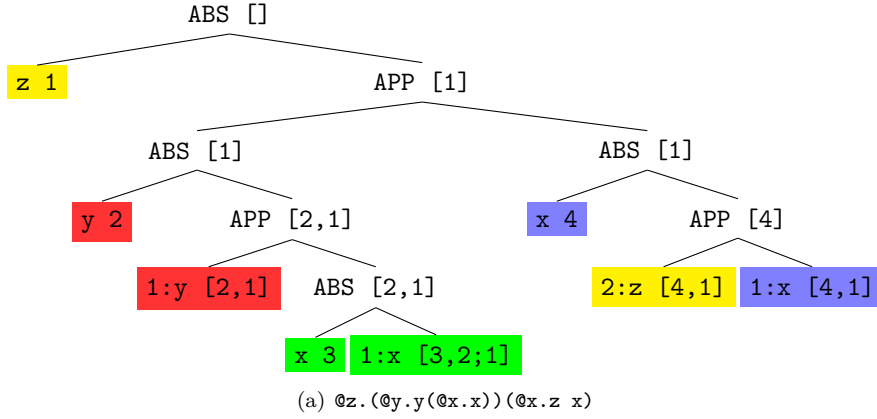 ABS []
z 1
APP [1]
ABS [1]
ABS [1]
y 2
APP [2,1]
x 4
APP [4]
1:y [2,1]
ABS [2,1]
2:z [4,1]
1:x [4,1]
x 3
1:x [3,2;1]
(a) @z.(@y.y(@x.x))(@x.z x)